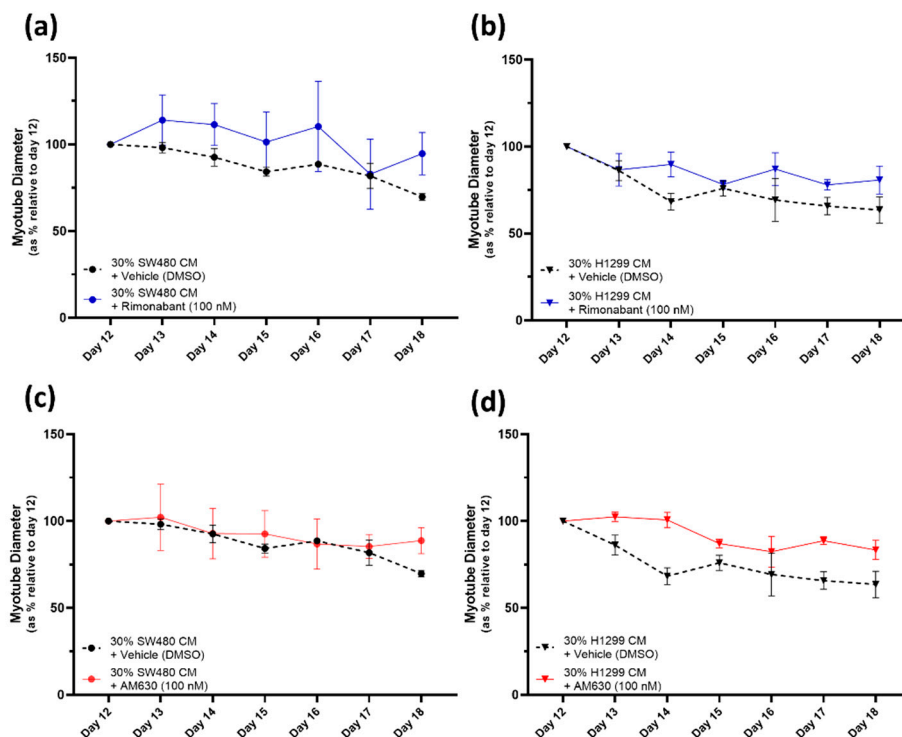 (a)
Myotube Diameter
(as % relative to day 12)
150
100
50
0
30% SW480 CM
+ Vehicle (DMSO)
30% SW480 CM
+ Rimonabant (100 nM)
Day 12
Day 13
Day 14
Day 15
Day 16
Day 17
Day 18
(b)
Myotube Diameter
(as % relative to day 12)
150
100
50
0
30% H1299 CM
+ Vehicle (DMSO)
30% H1299 CM
+ Rimonabant (100 nM)
Day 12
Day 13
Day 14
Day 15
Day 16
Day 17
Day 18
(c)
Myotube Diameter
(as % relative to day 12)
150
100
50
0
30% SW480 CM
+ Vehicle (DMSO)
30% SW480 CM
+ AM630 (100 nM)
Day 12
Day 13
Day 14
Day 15
Day 16
Day 17
Day 18
(d)
Myotube Diameter
(as % relative to day 12)
150
100
50
0
30% H1299 CM
+ Vehicle (DMSO)
30% H1299 CM
+ AM630 (100 nM)
Day 12
Day 13
Day 14
Day 15
Day 16
Day 17
Day 18